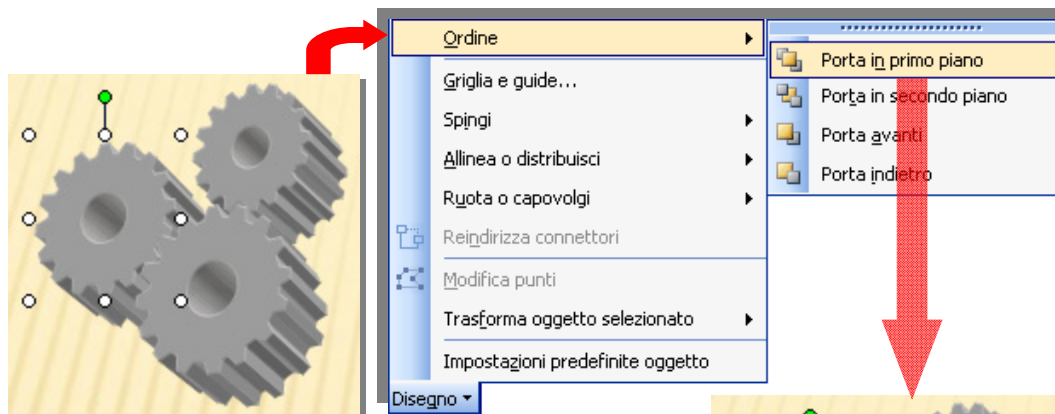 Ordine
Griglia e guide...
Spingi
Allinea o distribuisci
Ruota o capovolgi
Reindirizza connettori
Modifica punti
Trasforma oggetto selezionato
Impostazioni predefinite oggetto
Disegno
Porta in primo piano
Porta in secondo piano
Porta avanti
Porta indietro